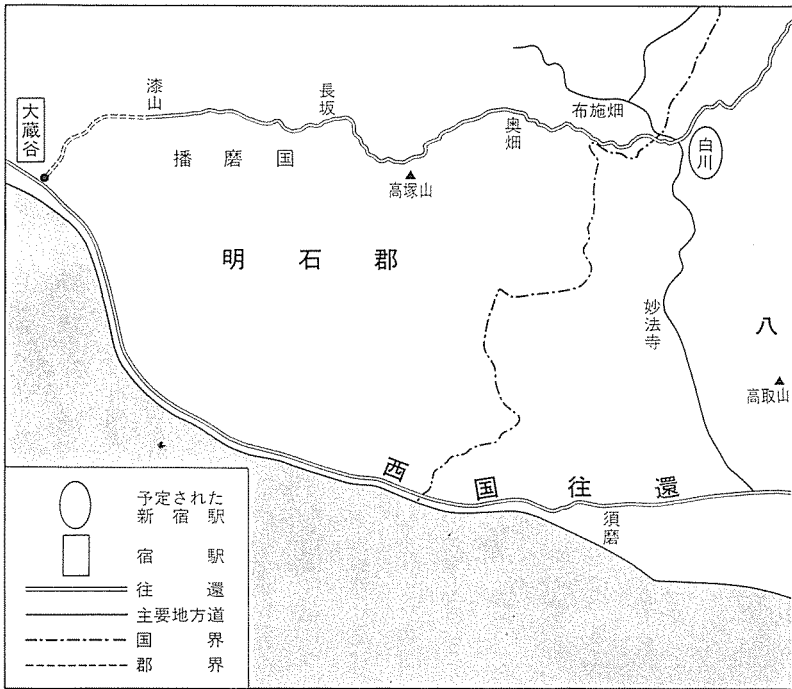 大蔵谷
漆山
長坂
奥畑
布施畑
白川
播磨国
高塚山
明石郡
妙法寺
八
高取山
西国往還
須磨
予定された
新宿駅
宿駅
往還
主要地方道
国界
郡界